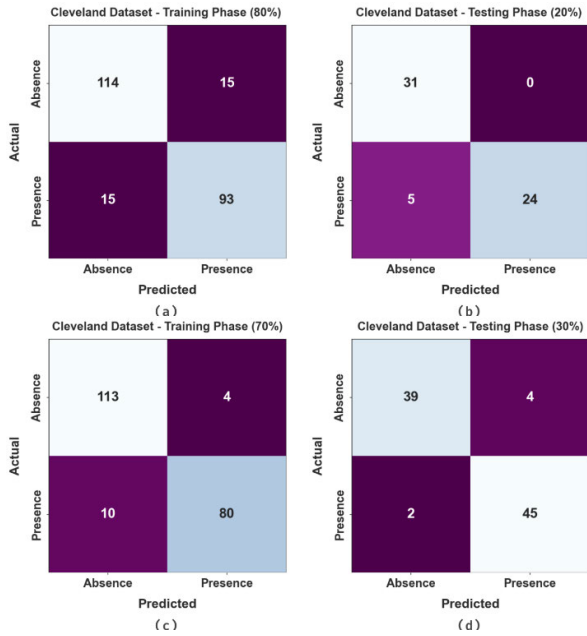 Cleveland Dataset - Training Phase (80%)
Actual
Absence
114
15
Presence
15
93
Absence
Presence
Predicted
(a)
Cleveland Dataset - Testing Phase (20%)
Actual
Absence
31
0
Presence
5
24
Absence
Presence
Predicted
(b)
Cleveland Dataset - Training Phase (70%)
Actual
Absence
113
4
Presence
10
80
Absence
Presence
Predicted
(c)
Cleveland Dataset - Testing Phase (30%)
Actual
Absence
39
4
Presence
2
45
Absence
Presence
Predicted
(d)